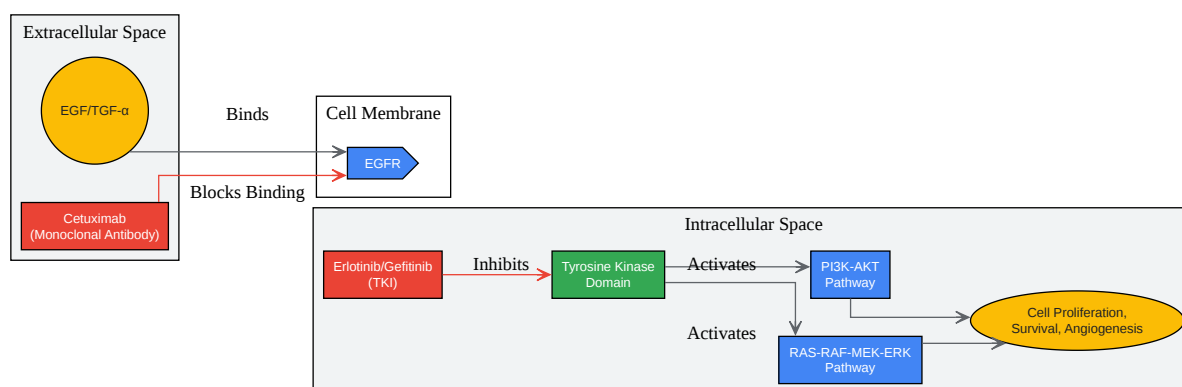 Extracellular Space
EGF/TGF-α
Binds
Cell Membrane
EGFR
Blocks Binding
Cetuximab
(Monoclonal Antibody)
Intracellular Space
Erlotinib/Gefitinib
(TKI)
Inhibits
Tyrosine Kinase
Domain
Activates
PI3K-AKT
Pathway
Activates
RAS-RAF-MEK-ERK
Pathway
Cell Proliferation,
Survival, Angiogenesis